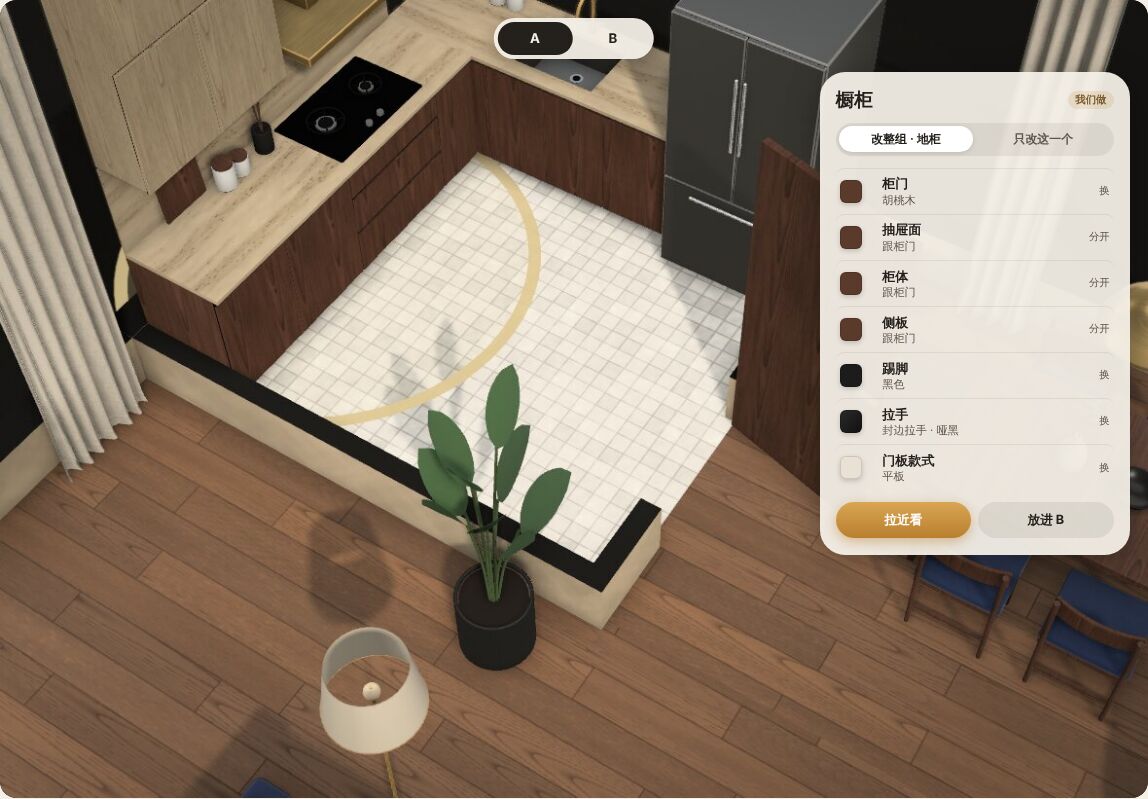 A
B
橱柜
我们做
改整组 · 地柜
只改这一个
柜门
胡桃木
换
抽屉面
跟柜门
分开
柜体
跟柜门
分开
侧板
跟柜门
分开
踢脚
黑色
换
拉手
封边拉手 · 哑黑
换
门板款式
平板
换
拉近看
放进 B